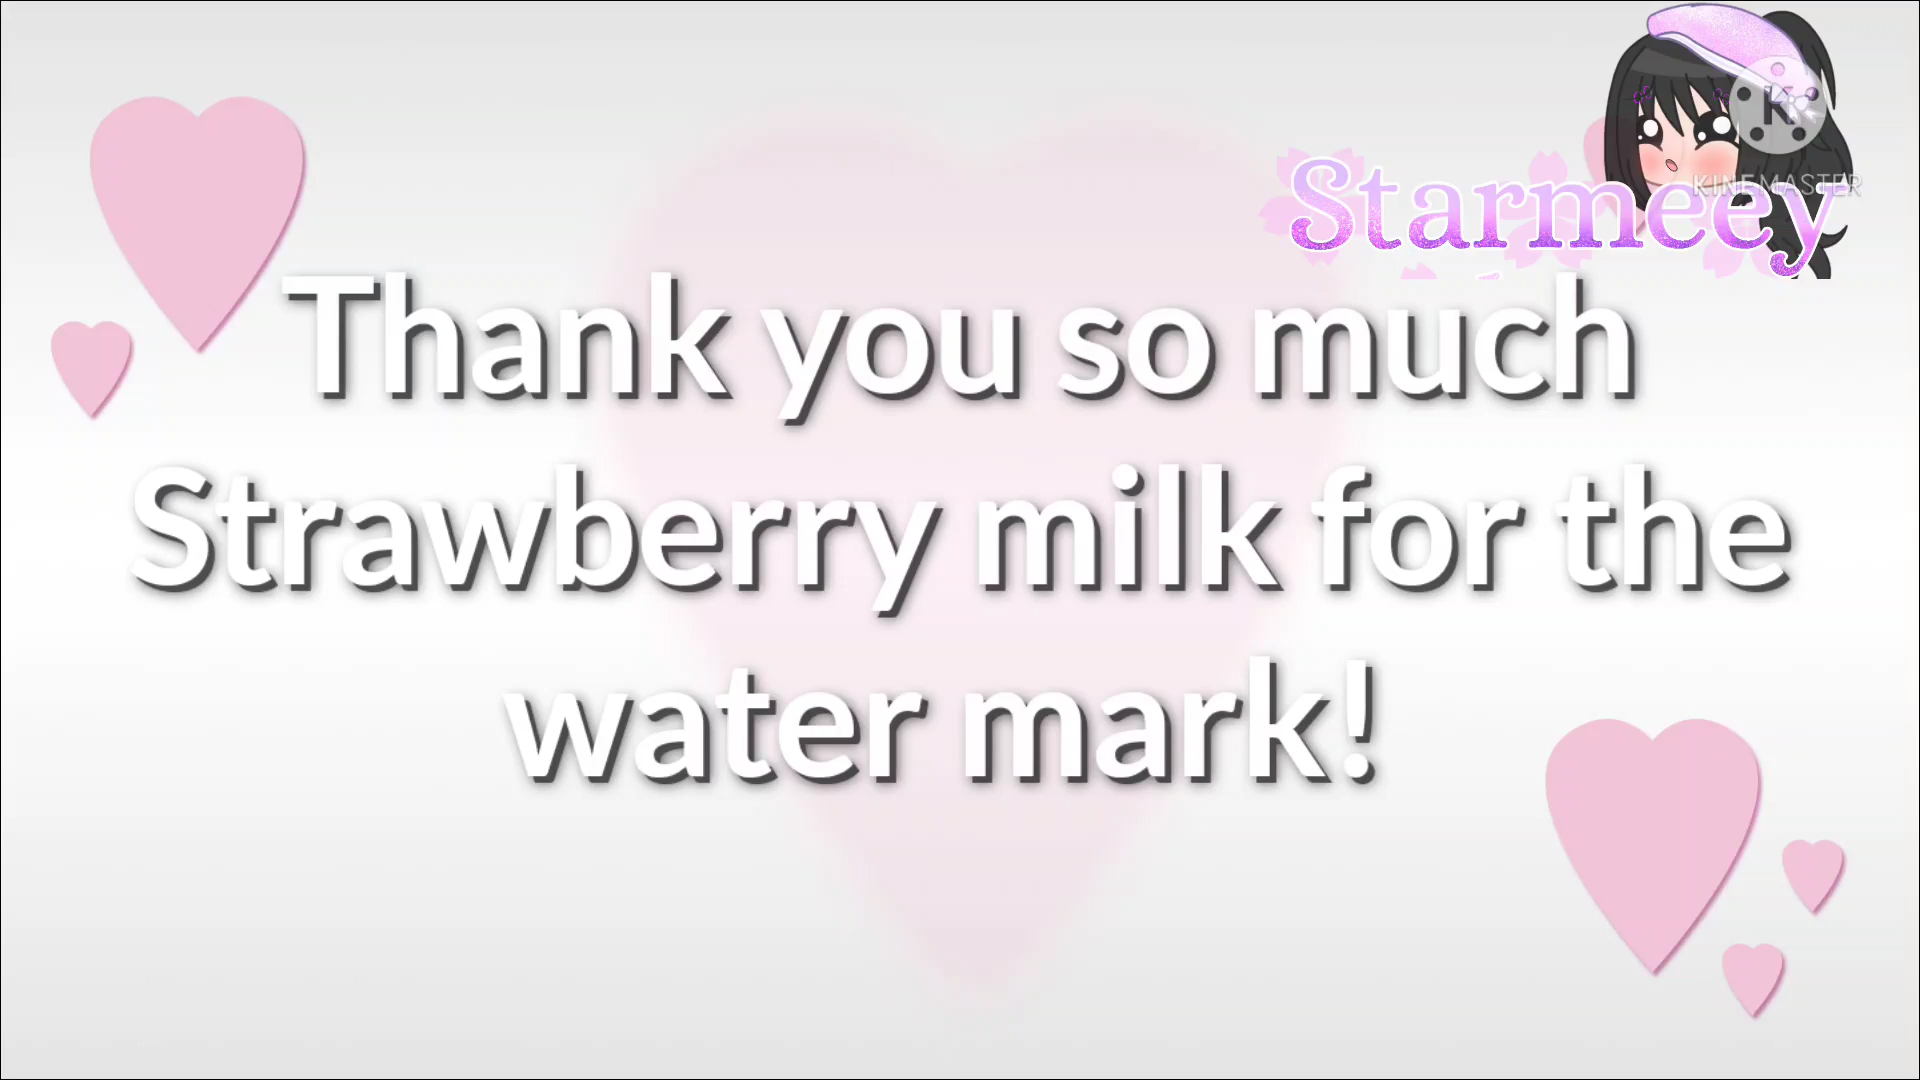 K
KINEMASTER
Starmeey
Thank you so much
Strawberry milk for the
water mark!